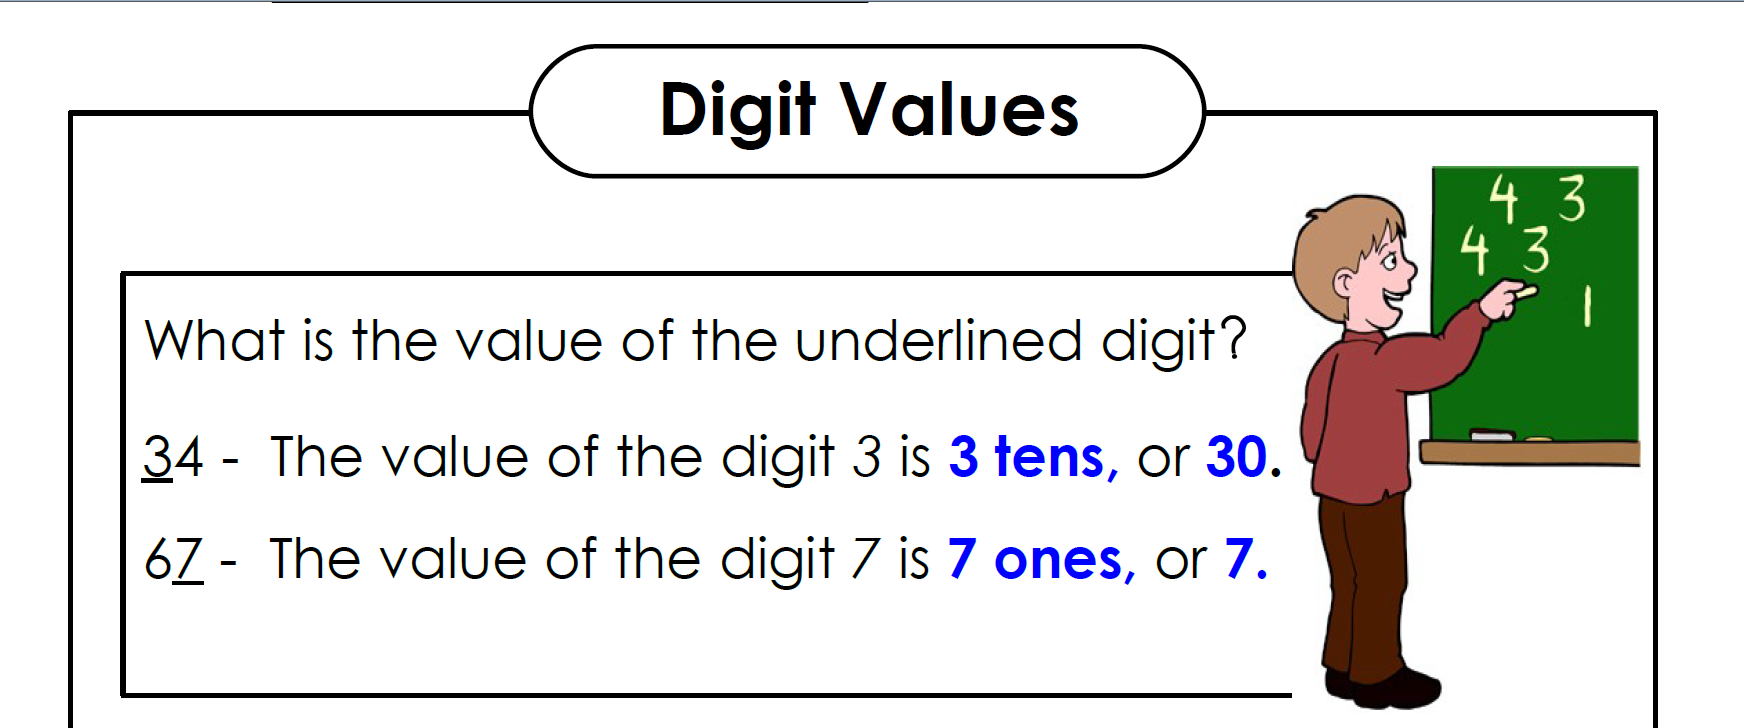 Digit Values
4 3
4 3
1
What is the value of the underlined digit?
34 - The value of the digit 3 is 3 tens, or 30.
67 - The value of the digit 7 is 7 ones, or 7.